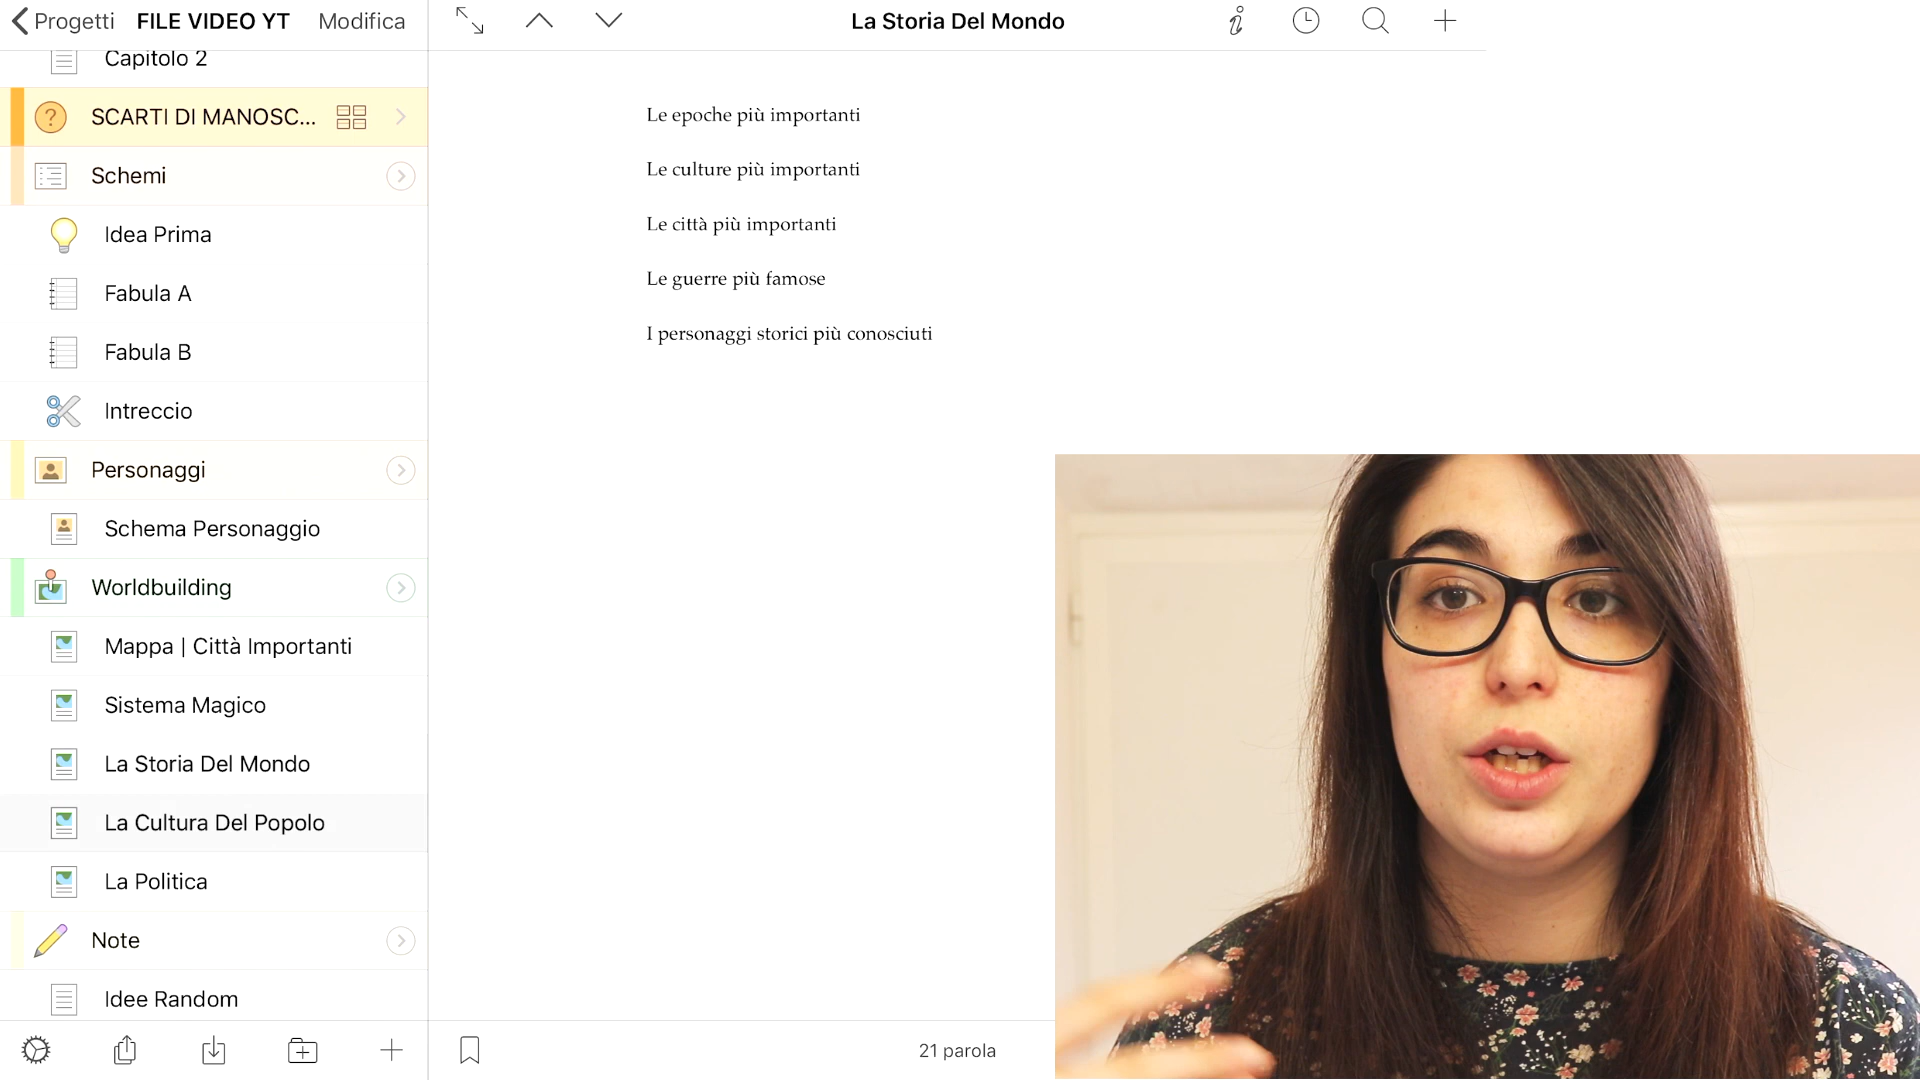 Progetti FILE VIDEO YT Modifica La Storia Del Mondo
Capitolo 2
SCARTI DI MANOSC...
Schemi
Idea Prima
Fabula A
Fabula B
Intreccio
Personaggi
Schema Personaggio
Worldbuilding
Mappa | Città Importanti
Sistema Magico
La Storia Del Mondo
La Cultura Del Popolo
La Politica
Note
Idee Random
Le epoche più importanti
Le culture più importanti
Le città più importanti
Le guerre più famose
I personaggi storici più conosciuti
21 parola